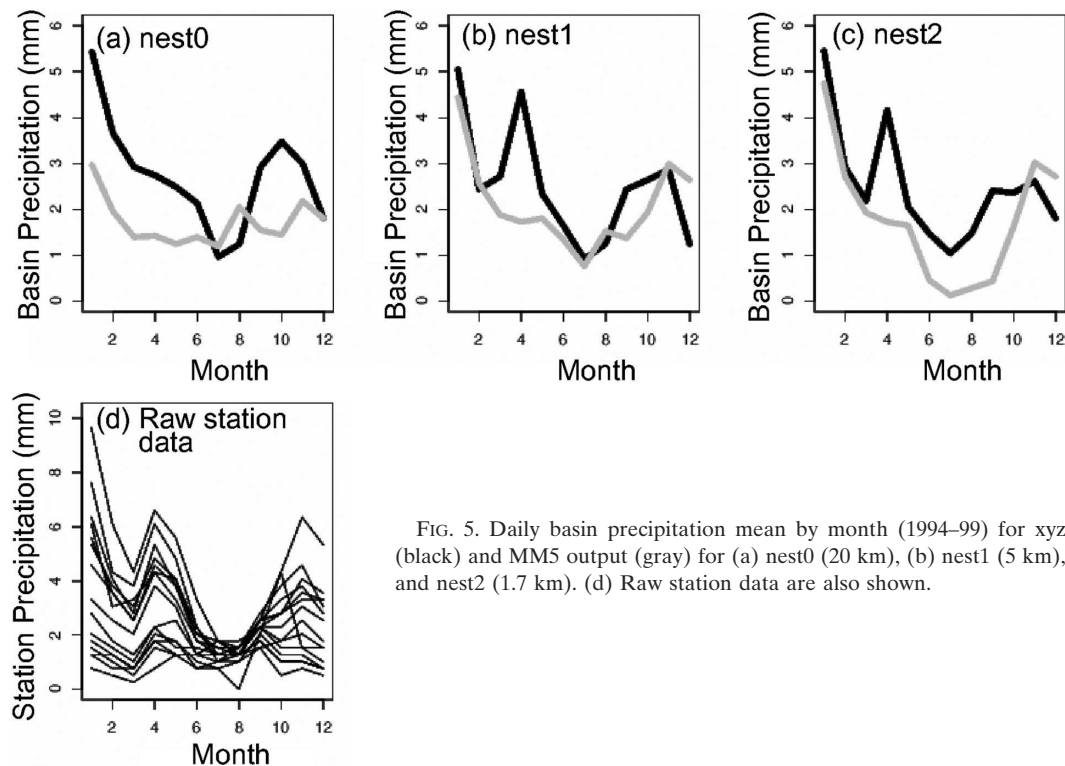 (a) nest0
Basin Precipitation (mm)
6
5
4
3
2
1
0
2 4 6 8 10 12
Month
(b) nest1
Basin Precipitation (mm)
6
5
4
3
2
1
0
2 4 6 8 10 12
Month
(c) nest2
Basin Precipitation (mm)
6
5
4
3
2
1
0
2 4 6 8 10 12
Month
(d) Raw station
data
Station Precipitation (mm)
10
8
6
4
2
0
2 4 6 8 10 12
Month
FIG. 5. Daily basin precipitation mean by month (1994–99) for xyz
(black) and MM5 output (gray) for (a) nest0 (20 km), (b) nest1 (5 km),
and nest2 (1.7 km). (d) Raw station data are also shown.